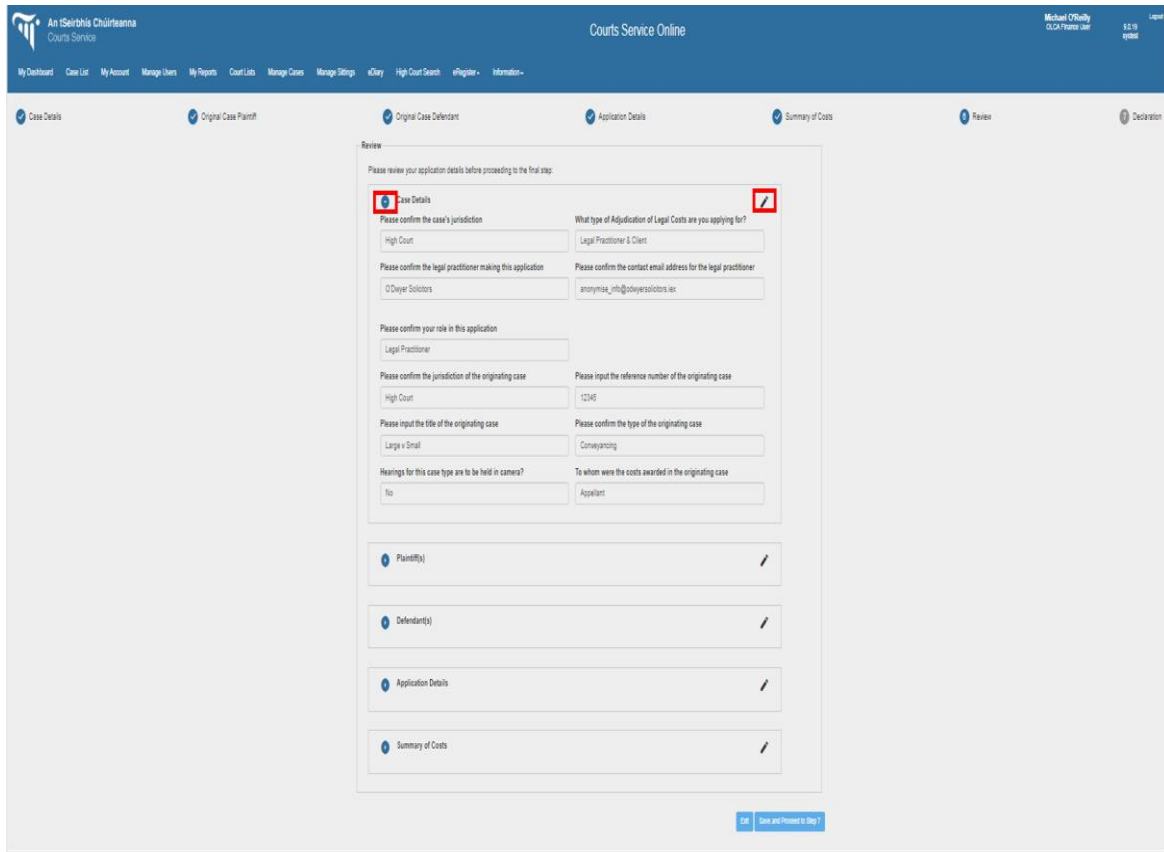 An tSeirbhís Chúirteanna
Courts Service
Courts Service Online
Michael O'Reilly
OLCA Finance User
9.0.19
systest
Logout
My Dashboard Case List My Account Manage Users My Reports Court Lists Manage Cases Manage Sittings eDiary High Court Search eRegister Information
Case Details Original Case Plaintiff Original Case Defendant Application Details Summary of Costs 6 Review 7 Declaration
Review
Please review your application details before proceeding to the final step:
Case Details
Please confirm the case's jurisdiction What type of Adjudication of Legal Costs are you applying for?
High Court Legal Practitioner & Client
Please confirm the legal practitioner making this application Please confirm the contact email address for the legal practitioner
O'Dwyer Solicitors anonymise_info@odwyersolicitors.iex
Please confirm your role in this application
Legal Practitioner
Please confirm the jurisdiction of the originating case Please input the reference number of the originating case
High Court 12345
Please input the title of the originating case Please confirm the type of the originating case
Large v Small Conveyancing
Hearings for this case type are to be held in camera? To whom were the costs awarded in the originating case
No Appellant
Plaintiff(s)
Defendant(s)
Application Details
Summary of Costs
Exit Save and Proceed to Step 7